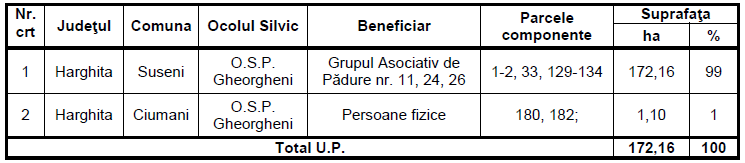 Nr. crt Judeţul Comuna Ocolul Silvic Beneficiar Parcele componente Suprafaţa
ha %
1 Harghita Suseni O.S.P. Gheorgheni Grupul Asociativ de Pădure nr. 11, 24, 26 1-2, 33, 129-134 172,16 99
2 Harghita Ciumani O.S.P. Gheorgheni Persoane fizice 180, 182; 1,10 1
Total U.P. 172,16 100